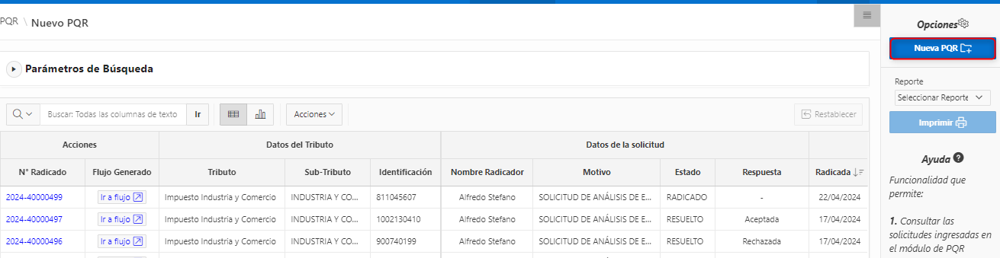 PQR \ Nuevo PQR
Parámetros de Búsqueda
Buscar: Todas las columnas de texto Ir Acciones Restablecer
Acciones Datos del Tributo Datos de la solicitud
N° Radicado Flujo Generado Tributo Sub-Tributo Identificación Nombre Radicador Motivo Estado Respuesta Radicada
2024-40000499 Ir a flujo Impuesto Industria y Comercio INDUSTRIA Y CO... 811045607 Alfredo Stefano SOLICITUD DE ANÁLISIS DE E... RADICADO - 22/04/2024
2024-40000497 Ir a flujo Impuesto Industria y Comercio INDUSTRIA Y CO... 1002130410 Alfredo Stefano SOLICITUD DE ANÁLISIS DE E... RESUELTO Aceptada 17/04/2024
2024-40000496 Ir a flujo Impuesto Industria y Comercio INDUSTRIA Y CO... 900740199 Alfredo Stefano SOLICITUD DE ANÁLISIS DE E... RESUELTO Rechazada 17/04/2024
Opciones
Nueva PQR
Reporte
Seleccionar Reporte
Imprimir
Ayuda
Funcionalidad que
permite:
1. Consultar las
solicitudes ingresadas en
el módulo de PQR